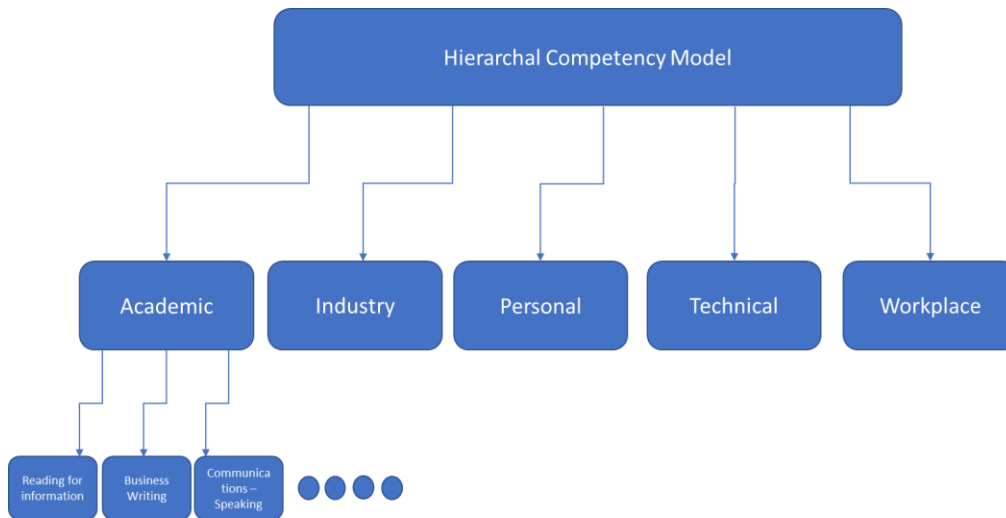 Hierarchal Competency Model
Academic
Industry
Personal
Technical
Workplace
Reading for
information
Business
Writing
Communica
tions –
Speaking